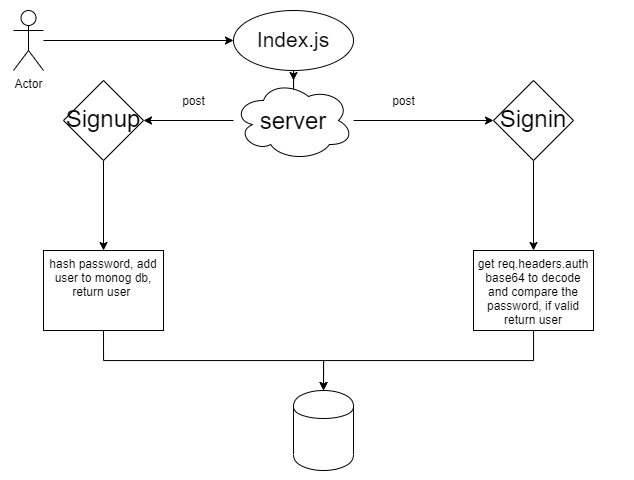 Index.js
Actor
post
post
Signup
server
Signin
hash password, add
user to monog db,
return user
get req.headers.auth
base64 to decode
and compare the
password, if valid
return user